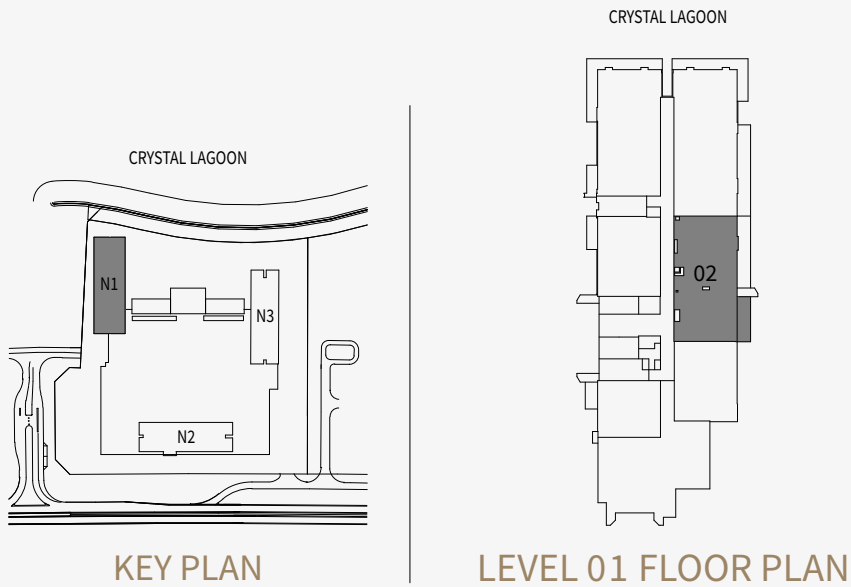 CRYSTAL LAGOON
N1
N3
N2
KEY PLAN
CRYSTAL LAGOON
02
LEVEL 01 FLOOR PLAN